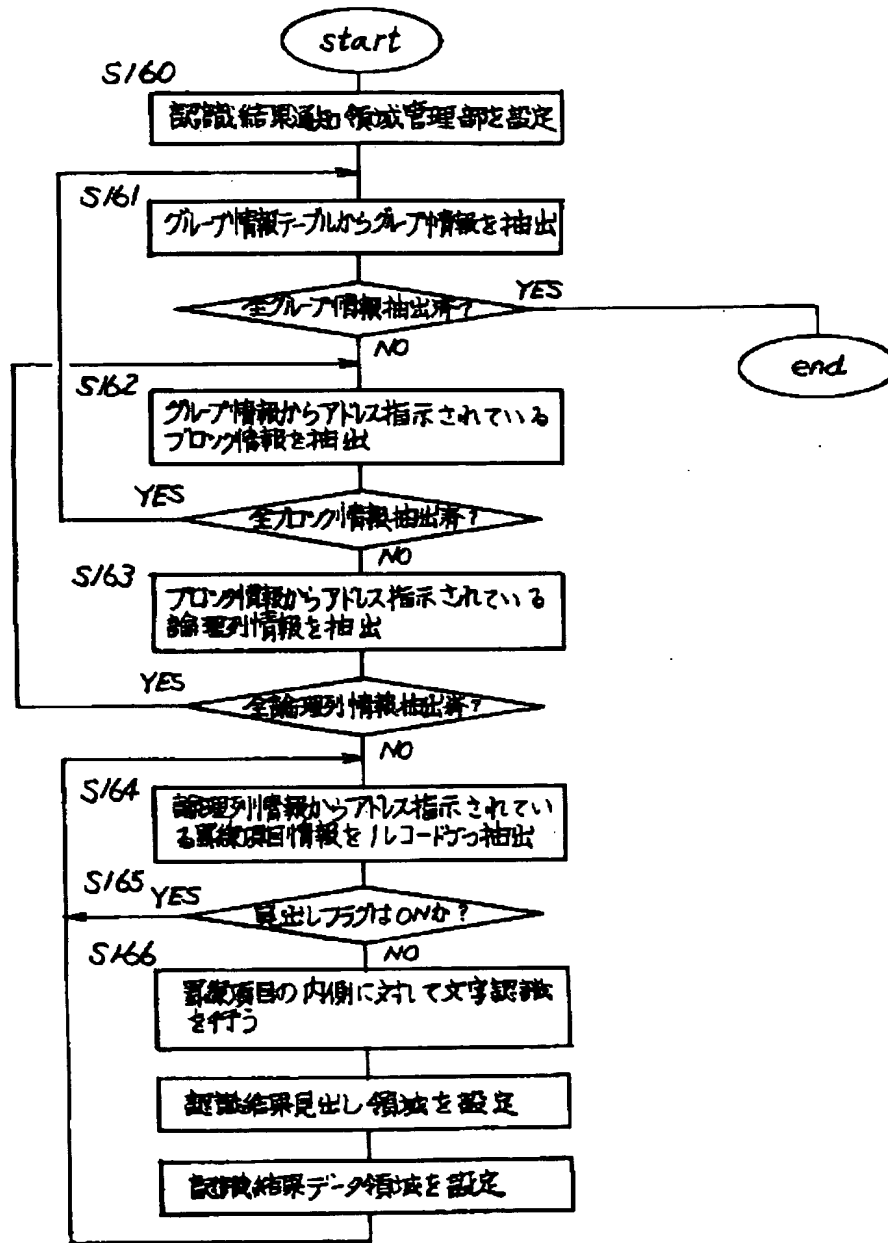 start
S160
認識結果通知領域管理部を設定
S161
グループ情報テーブルからグループ情報を抽出
全グループ情報抽出済?
YES
NO
end
S162
グループ情報からアドレス指示されている
ブロック情報を抽出
YES
全ブロック情報抽出済?
NO
S163
ブロック情報からアドレス指示されている
論理列情報を抽出
YES
全論理列情報抽出済?
NO
S164
論理列情報からアドレス指示されてい
る罫線項目情報を1レコードずつ抽出
S165
YES
見出しフラグはONか?
NO
S166
罫線項目の内側に対して文字認識
を行う
認識結果見出し領域を設定
認識結果データ領域を設定